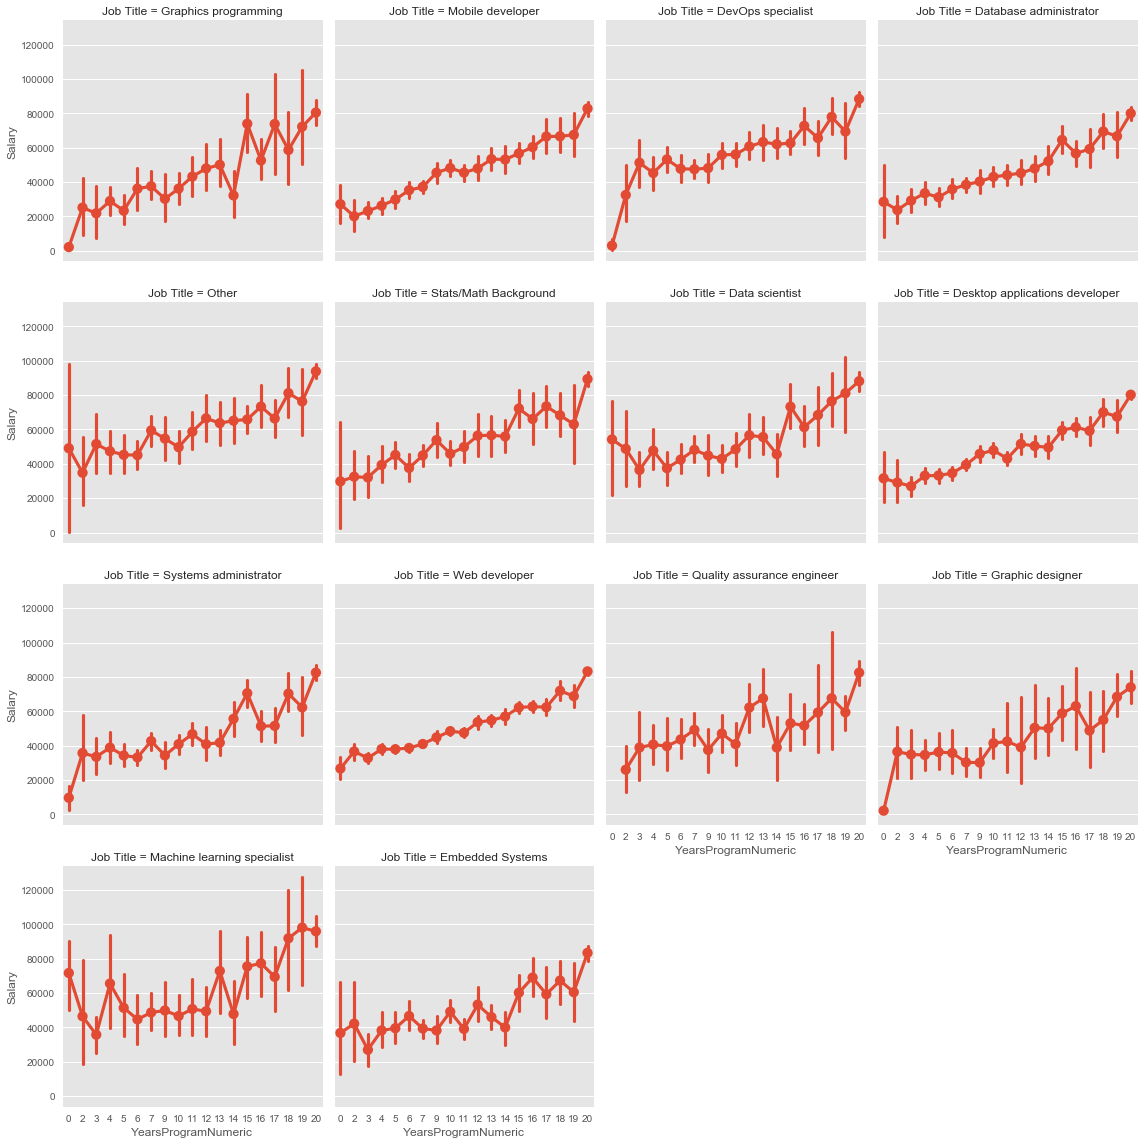 Job Title = Graphics programming
Job Title = Mobile developer
Job Title = DevOps specialist
Job Title = Database administrator
120000
100000
80000
60000
40000
20000
0
Salary
Job Title = Other
Job Title = Stats/Math Background
Job Title = Data scientist
Job Title = Desktop applications developer
120000
100000
80000
60000
40000
20000
0
Salary
Job Title = Systems administrator
Job Title = Web developer
Job Title = Quality assurance engineer
Job Title = Graphic designer
120000
100000
80000
60000
40000
20000
0
Salary
0 2 3 4 5 6 7 9 10 11 12 13 14 15 16 17 18 19 20
YearsProgramNumeric
0 2 3 4 5 6 7 9 10 11 12 13 14 15 16 17 18 19 20
YearsProgramNumeric
Job Title = Machine learning specialist
Job Title = Embedded Systems
120000
100000
80000
60000
40000
20000
0
Salary
0 2 3 4 5 6 7 9 10 11 12 13 14 15 16 17 18 19 20
YearsProgramNumeric
0 2 3 4 5 6 7 9 10 11 12 13 14 15 16 17 18 19 20
YearsProgramNumeric